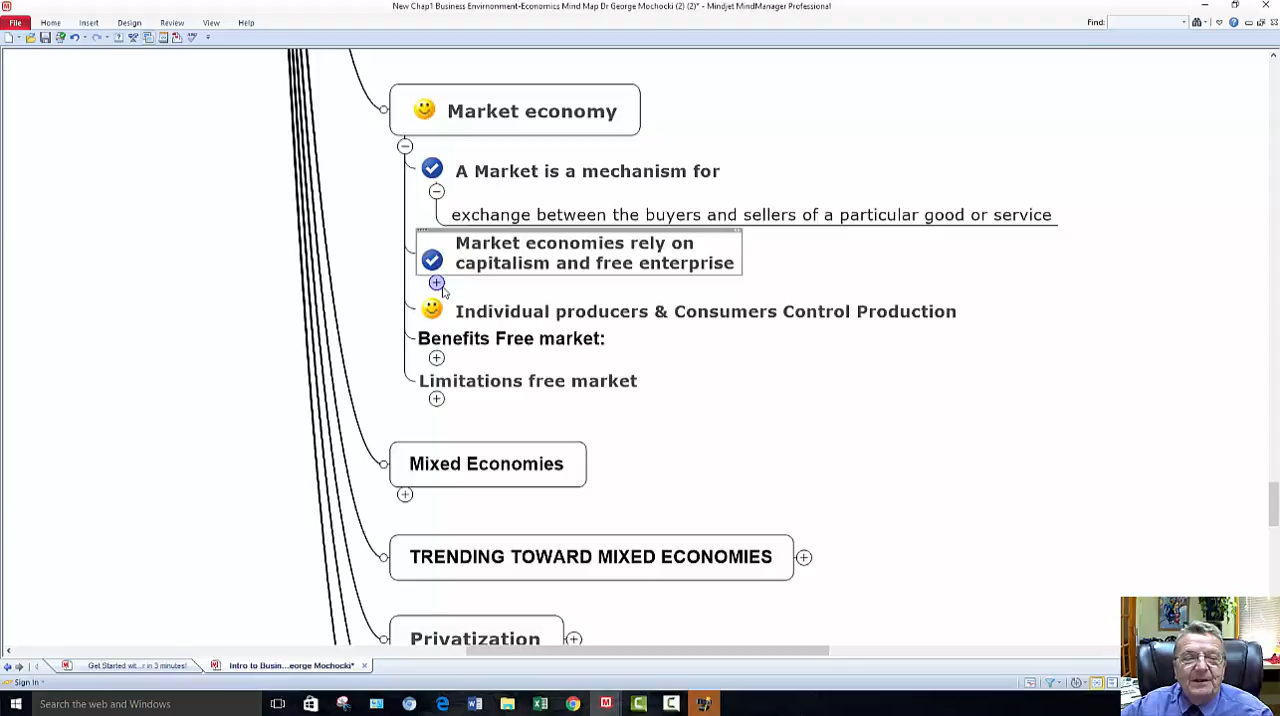 New Chap1 Business Envirornment-Economics Mind Map Dr George Mochocki (2) (2)* - Mindjet MindManager Professional
File Home Insert Design Review View Help Find:
Market economy
A Market is a mechanism for
exchange between the buyers and sellers of a particular good or service
Market economies rely on
capitalism and free enterprise
Individual producers & Consumers Control Production
Benefits Free market:
Limitations free market
Mixed Economies
TRENDING TOWARD MIXED ECONOMIES
Privatization
Get Started wit...r in 3 minutes! Intro to Busin...eorge Mochocki*
Sign In
Search the web and Windows